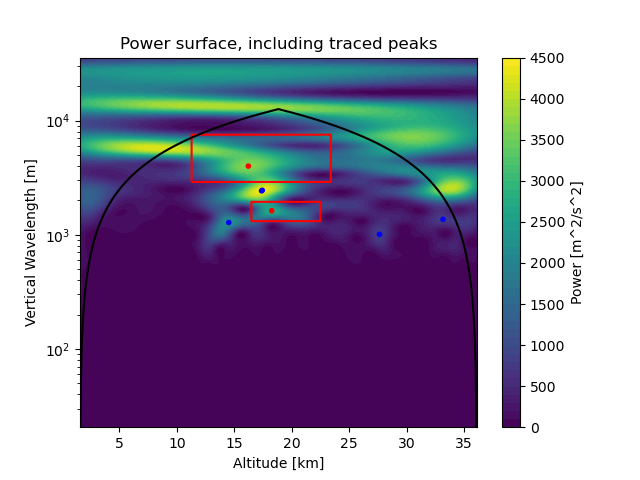 Power surface, including traced peaks
Vertical Wavelength [m]
10^4
10^3
10^2
5 10 15 20 25 30 35
Altitude [km]
4500
4000
3500
3000
2500
2000
1500
1000
500
0
Power [m^2/s^2]